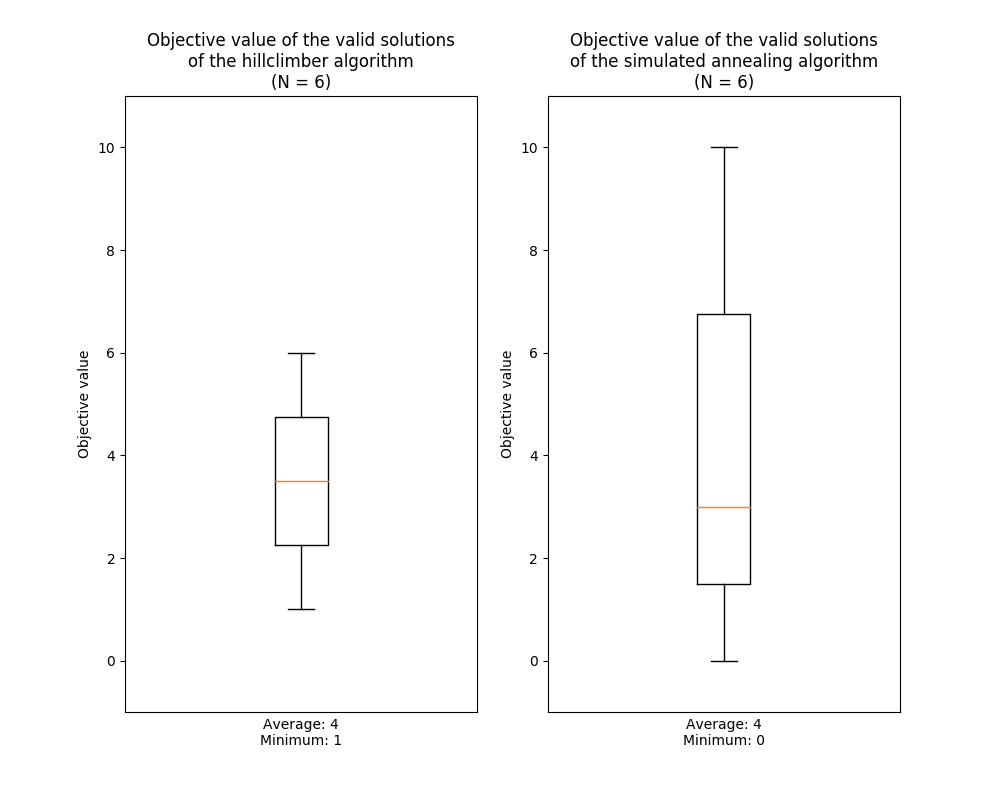 Objective value of the valid solutions
of the hillclimber algorithm
(N = 6)
10
8
6
4
2
0
Objective value
Average: 4
Minimum: 1
Objective value of the valid solutions
of the simulated annealing algorithm
(N = 6)
10
8
6
4
2
0
Objective value
Average: 4
Minimum: 0